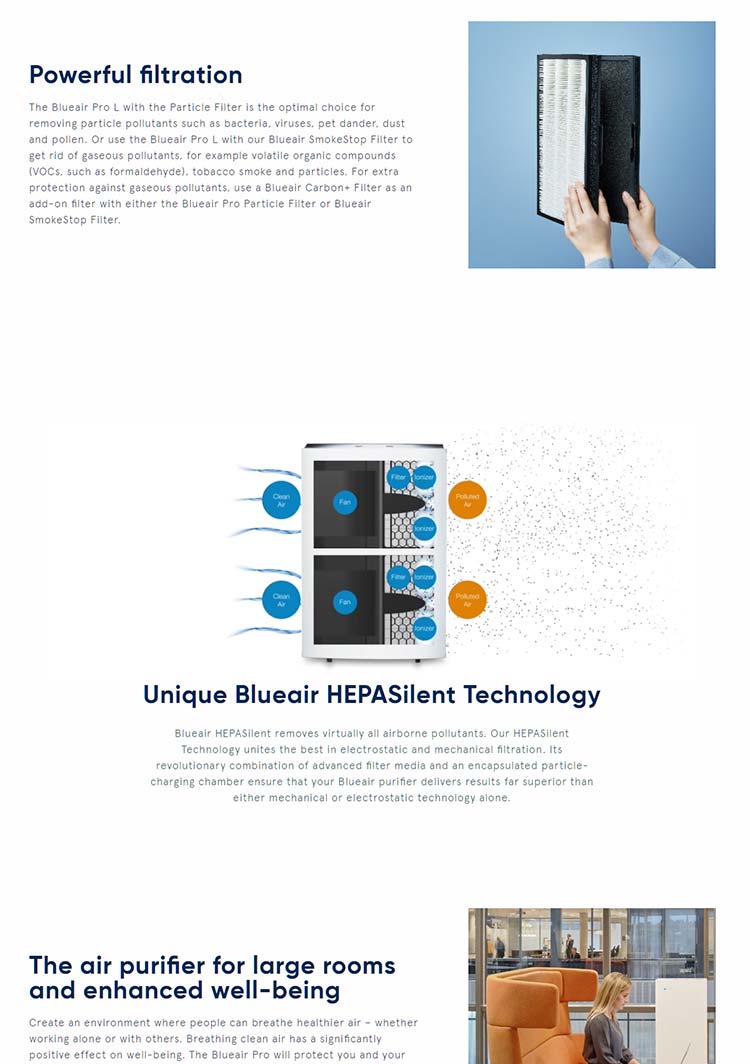 Powerful filtration
The Blueair Pro L with the Particle Filter is the optimal choice for
removing particle pollutants such as bacteria, viruses, pet dander, dust
and pollen. Or use the Blueair Pro L with our Blueair SmokeStop Filter to
get rid of gaseous pollutants, for example volatile organic compounds
(VOCs, such as formaldehyde), tobacco smoke and particles. For extra
protection against gaseous pollutants, use a Blueair Carbon+ Filter as an
add-on filter with either the Blueair Pro Particle Filter or Blueair
SmokeStop Filter.
Filter Ionizer
Clean
Air
Fan
Polluted
Air
Ionizer
Filter Ionizer
Clean
Air
Fan
Polluted
Air
Ionizer
Unique Blueair HEPASilent Technology
Blueair HEPASilent removes virtually all airborne pollutants. Our HEPASilent
Technology unites the best in electrostatic and mechanical filtration. Its
revolutionary combination of advanced filter media and an encapsulated particle-
charging chamber ensure that your Blueair purifier delivers results far superior than
either mechanical or electrostatic technology alone.
The air purifier for large rooms
and enhanced well-being
Create an environment where people can breathe healthier air – whether
working alone or with others. Breathing clean air has a significantly
positive effect on well-being. The Blueair Pro will protect you and your